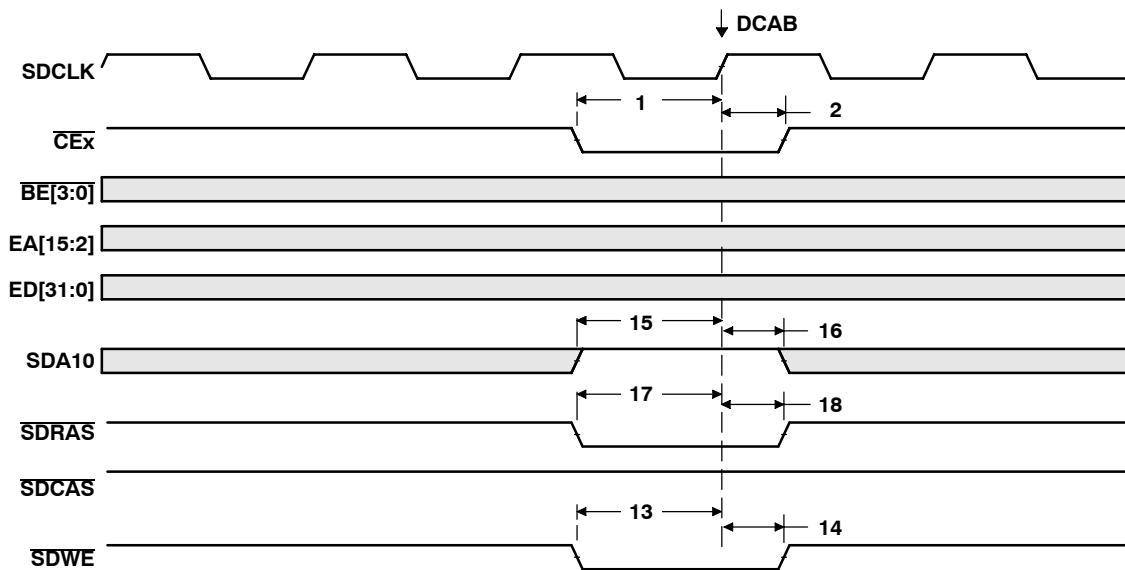 DCAB
SDCLK
1 2
CEx
BE[3:0]
EA[15:2]
ED[31:0]
15 16
SDA10
17 18
SDRAS
SDCAS
13 14
SDWE